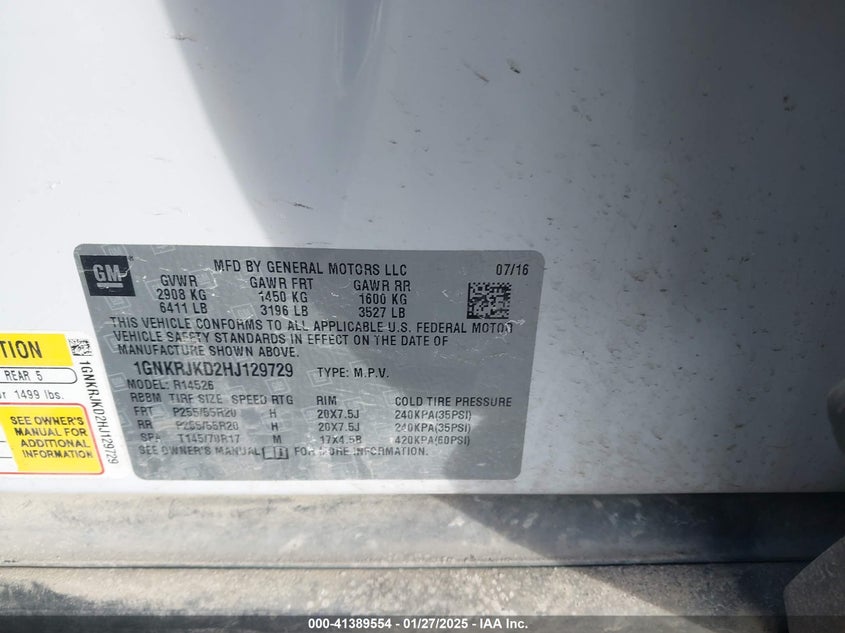 GM
MFD BY GENERAL MOTORS LLC 07/16
GVWR GAWR FRT GAWR RR
2908 KG 1450 KG 1600 KG
6411 LB 3196 LB 3527 LB
THIS VEHICLE CONFORMS TO ALL APPLICABLE U.S. FEDERAL MOTOR
VEHICLE SAFETY STANDARDS IN EFFECT ON THE DATE OF
MANUFACTURE SHOWN ABOVE.
1GNKRJKD2HJ129729 TYPE: M.P.V.
MODEL: R14526
RBBM TIRE SIZE SPEED RTG RIM COLD TIRE PRESSURE
FRT P255/55R20 H 20X7.5J 240KPA(35PSI)
RR P255/55R20 H 20X7.5J 240KPA(35PSI)
SPA T145/70R17 M 17X4.5B 420KPA(60PSI)
SEE OWNER'S MANUAL FOR MORE INFORMATION.
TION
REAR 5
or 1499 lbs.
SEE OWNER'S
MANUAL FOR
ADDITIONAL
INFORMATION
1GNKRJKD2HJ129729
000-41389554 — 01/27/2025 — IAA Inc.